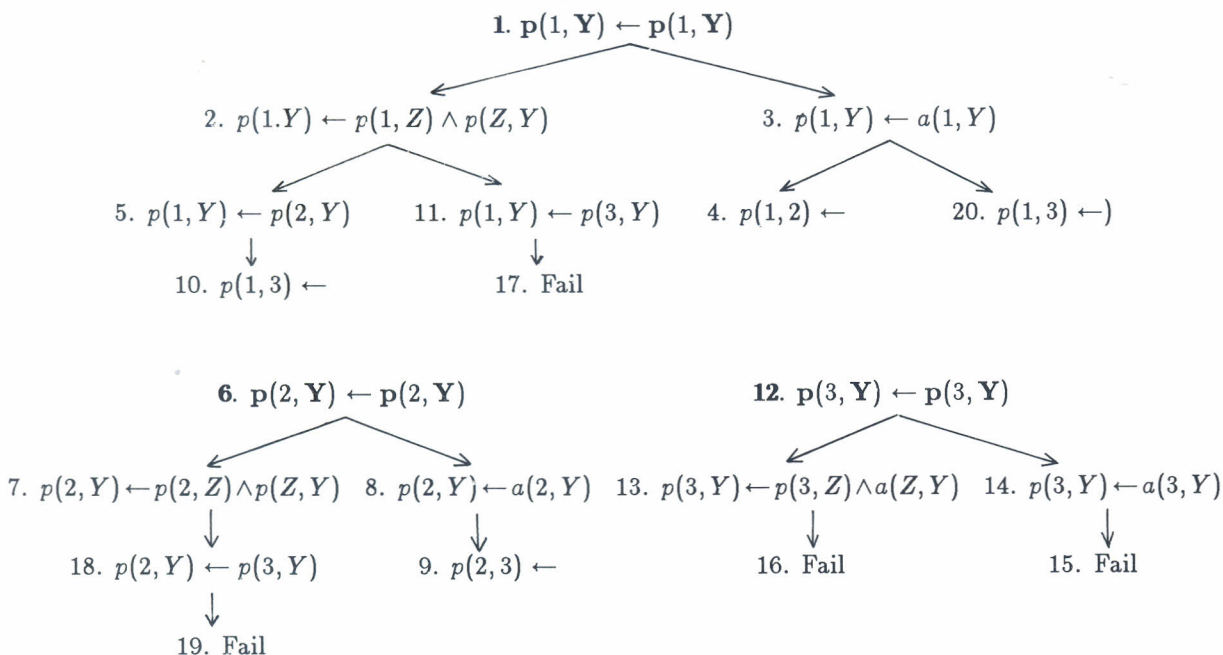 1. p(1, Y) ← p(1, Y)
2. p(1.Y) ← p(1, Z) ∧ p(Z, Y) 3. p(1, Y) ← a(1, Y)
5. p(1, Y) ← p(2, Y) 11. p(1, Y) ← p(3, Y) 4. p(1, 2) ← 20. p(1, 3) ←)
10. p(1, 3) ← 17. Fail
6. p(2, Y) ← p(2, Y) 12. p(3, Y) ← p(3, Y)
7. p(2, Y)←p(2, Z)∧p(Z, Y) 8. p(2, Y)←a(2, Y) 13. p(3, Y)←p(3, Z)∧a(Z, Y) 14. p(3, Y)←a(3, Y)
18. p(2, Y) ← p(3, Y) 9. p(2, 3) ← 16. Fail 15. Fail
19. Fail